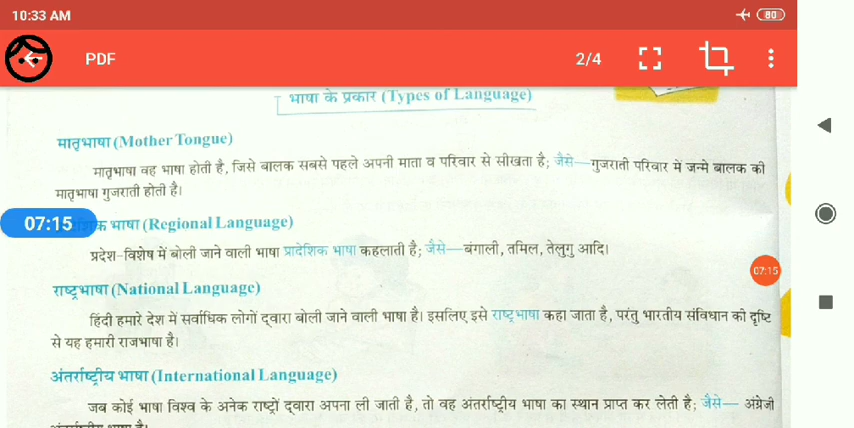 10:33 AM
80
PDF
2/4
भाषा के प्रकार (Types of Language)
मातृभाषा (Mother Tongue)
मातृभाषा वह भाषा होती है, जिसे बालक सबसे पहले अपनी माता व परिवार से सीखता है; जैसे—गुजराती परिवार में जन्मे बालक की
मातृभाषा गुजराती होती है।
07:15
भाषा (Regional Language)
प्रदेश-विशेष में बोली जाने वाली भाषा प्रादेशिक भाषा कहलाती है; जैसे—बंगाली, तमिल, तेलुगु आदि।
07:15
राष्ट्रभाषा (National Language)
हिंदी हमारे देश में सर्वाधिक लोगों द्वारा बोली जाने वाली भाषा है। इसलिए इसे राष्ट्रभाषा कहा जाता है, परंतु भारतीय संविधान की दृष्टि
से यह हमारी राजभाषा है।
अंतर्राष्ट्रीय भाषा (International Language)
जब कोई भाषा विश्व के अनेक राष्ट्रों द्वारा अपना ली जाती है, तो वह अंतर्राष्ट्रीय भाषा का स्थान प्राप्त कर लेती है; जैसे— अंग्रेजी